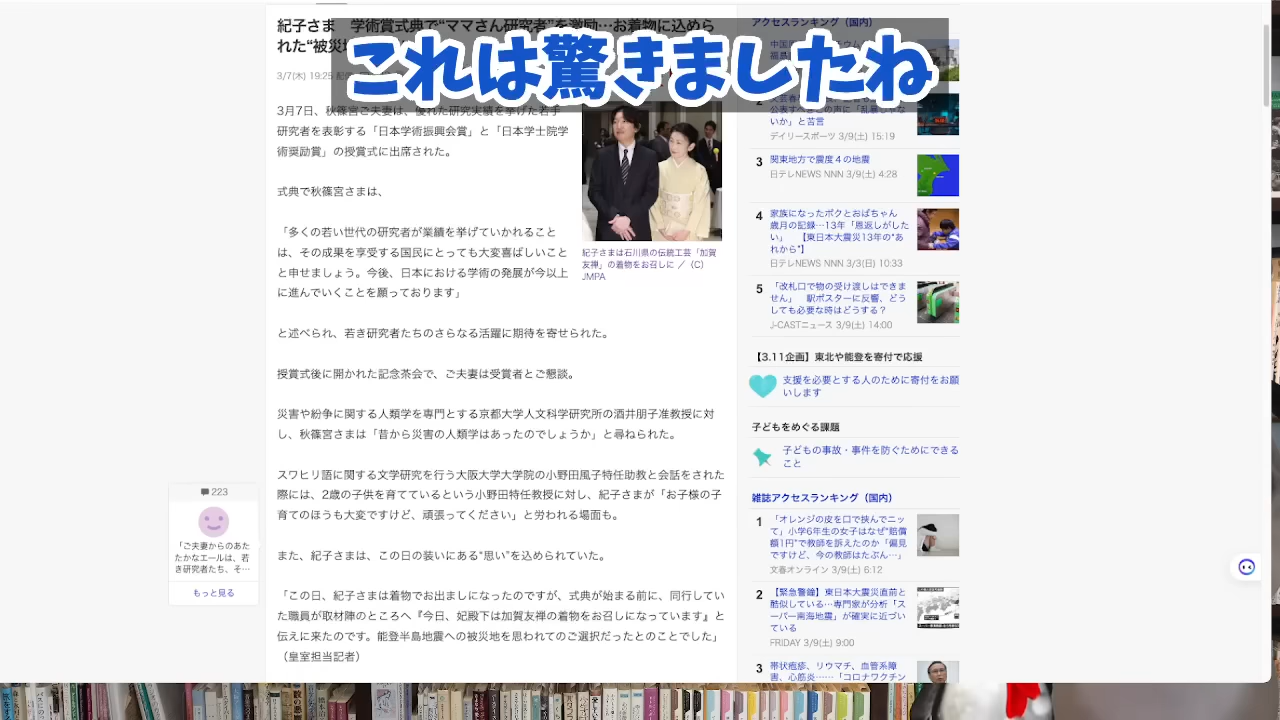 紀子さま　学術賞式典で“ママさん研究者”を激励…お着物に込めら
れた“被災
これは驚きましたね
3/7(木) 19:25
3月7日、秋篠宮ご夫妻は、優れた研究実績を挙げた若手
研究者を表彰する「日本学術振興会賞」と「日本学士院学
術奨励賞」の授賞式に出席された。
式典で秋篠宮さまは、
「多くの若い世代の研究者が業績を挙げていかれること
は、その成果を享受する国民にとっても大変喜ばしいこと
と申せましょう。今後、日本における学術の発展が今以上
に進んでいくことを願っております」
と述べられ、若き研究者たちのさらなる活躍に期待を寄せられた。
授賞式後に開かれた記念茶会で、ご夫妻は受賞者とご懇談。
災害や紛争に関する人類学を専門とする京都大学人文科学研究所の酒井朋子准教授に対
し、秋篠宮さまは「昔から災害の人類学はあったのでしょうか」と尋ねられた。
スワヒリ語に関する文学研究を行う大阪大学大学院の小野田風子特任助教と会話をされた
際には、2歳の子供を育てているという小野田特任教授に対し、紀子さまが「お子様の子
育てのほうも大変ですけど、頑張ってください」と労われる場面も。
また、紀子さまは、この日の装いにある“思い”を込められていた。
「この日、紀子さまは着物でお出ましになったのですが、式典が始まる前に、同行してい
た職員が取材陣のところへ『今日、妃殿下は加賀友禅の着物をお召しになっています』と
伝えに来たのです。能登半島地震への被災地を思われてのご選択だったとのことでした」
（皇室担当記者）
紀子さまは石川県の伝統工芸「加賀
友禅」の着物をお召しに ／（C）
JMPA
223
「ご夫妻からのあた
たかなエールは、若
き研究者たち、そ…
もっと見る
アクセスランキング（国内）
いか」と苦言
デイリースポーツ 3/9(土) 15:19
3
関東地方で震度４の地震
日テレNEWS NNN 3/9(土) 4:28
4
家族になったボクとおばちゃん
歳月の記録…13年「恩返しがした
い」　【東日本大震災13年の“あ
れから”】
日テレNEWS NNN 3/3(日) 10:33
5
「改札口で物の受け渡しはできま
せん」　駅ポスターに反響、どう
しても必要な時はどうする？
J-CASTニュース 3/9(土) 14:00
【3.11企画】東北や能登を寄付で応援
支援を必要とする人のために寄付をお願
いします
子どもをめぐる課題
子どもの事故・事件を防ぐためにできる
こと
雑誌アクセスランキング（国内）
1
「オレンジの皮を口で挟んでニッ
て」小学6年生の女子はなぜ“賠償
額1円”で教師を訴えたのか「偏見
ですけど、今の教師はたぶん…」
文春オンライン 3/9(土) 6:12
2
【緊急警鐘】東日本大震災直前と
酷似している…専門家が分析「ス
ーパー南海地震」が確実に近づい
ている
FRIDAY 3/9(土) 9:00
3
帯状疱疹、リウマチ、血管系障
害、心筋炎……「コロナワクチン